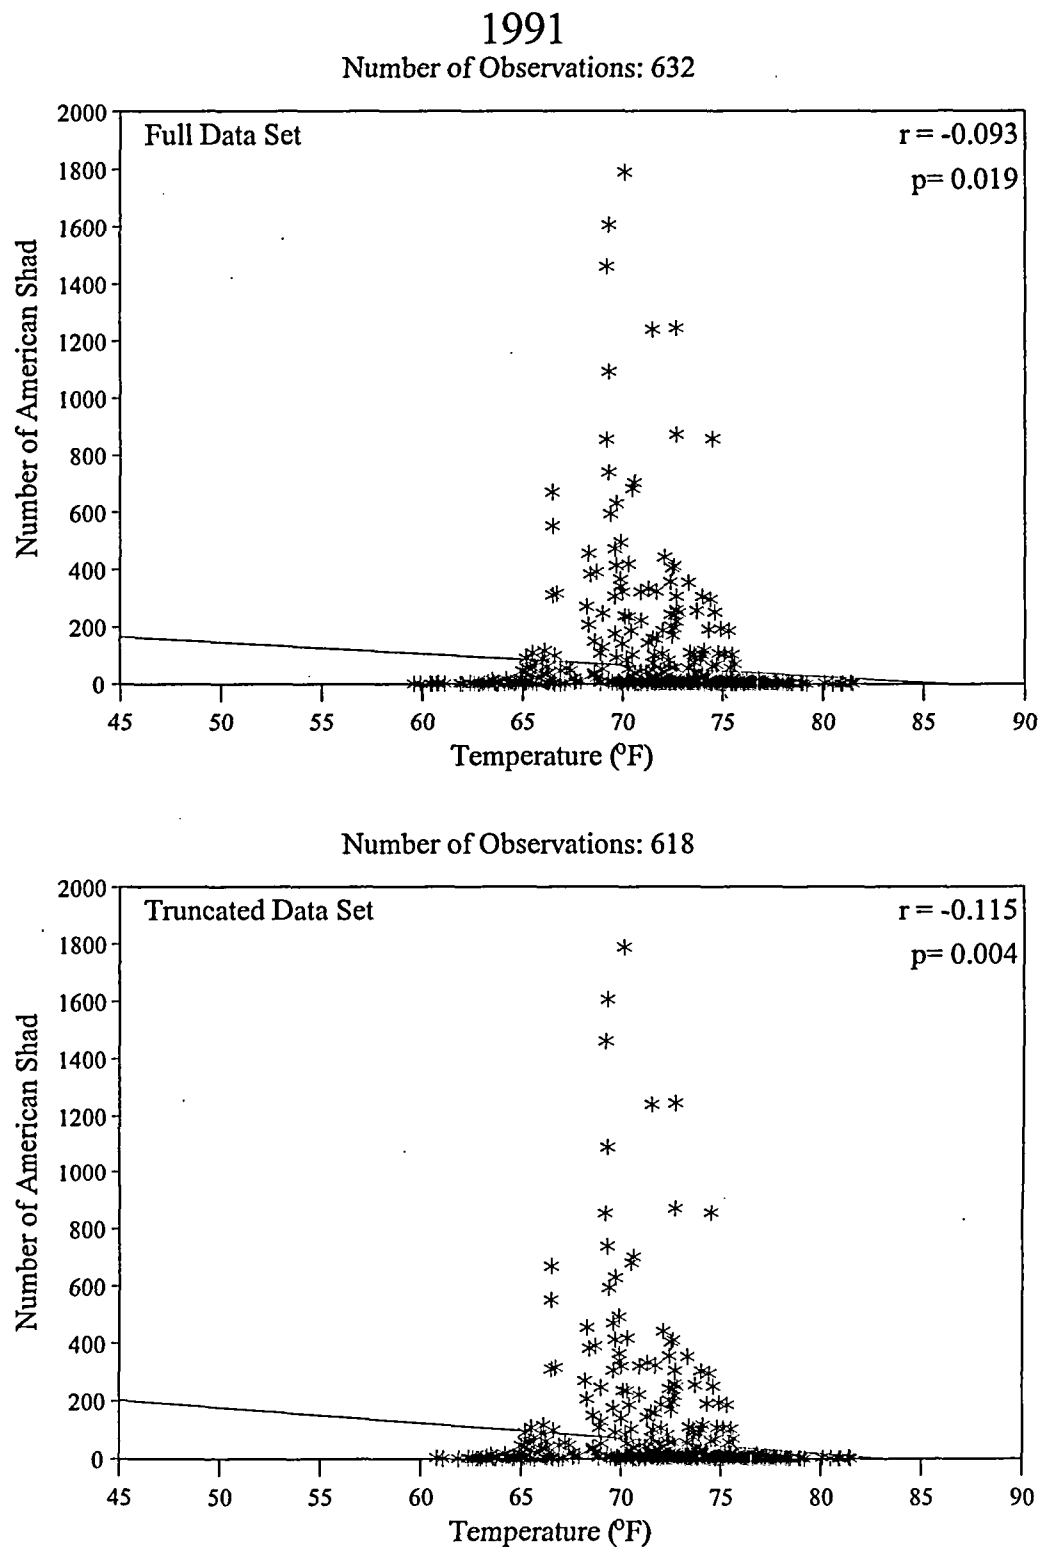 1991
Number of Observations: 632
Full Data Set
r = -0.093
p= 0.019
2000
1800
1600
1400
1200
1000
800
600
400
200
0
Number of American Shad
45 50 55 60 65 70 75 80 85 90
Temperature (ºF)
Number of Observations: 618
Truncated Data Set
r = -0.115
p= 0.004
2000
1800
1600
1400
1200
1000
800
600
400
200
0
Number of American Shad
45 50 55 60 65 70 75 80 85 90
Temperature (ºF)